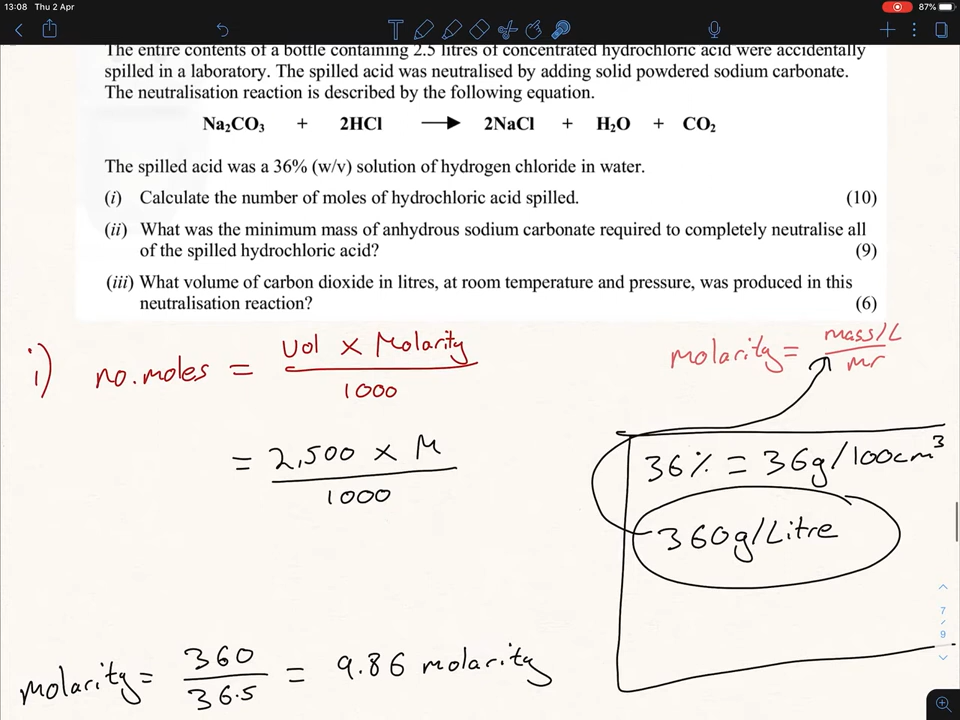 13:08 Thu 2 Apr
87%
The entire contents of a bottle containing 2.5 litres of concentrated hydrochloric acid were accidentally
spilled in a laboratory. The spilled acid was neutralised by adding solid powdered sodium carbonate.
The neutralisation reaction is described by the following equation.
Na₂CO₃ + 2HCl ⟶ 2NaCl + H₂O + CO₂
The spilled acid was a 36% (w/v) solution of hydrogen chloride in water.
(i) Calculate the number of moles of hydrochloric acid spilled. (10)
(ii) What was the minimum mass of anhydrous sodium carbonate required to completely neutralise all
of the spilled hydrochloric acid? (9)
(iii) What volume of carbon dioxide in litres, at room temperature and pressure, was produced in this
neutralisation reaction? (6)
i) no. moles = Vol × Molarity
1000
molarity = mass/L
mr
= 2,500 × M
1000
36% = 36g/100cm³
360g/Litre
molarity = 360
36.5
= 9.86 molarity
7
/
9